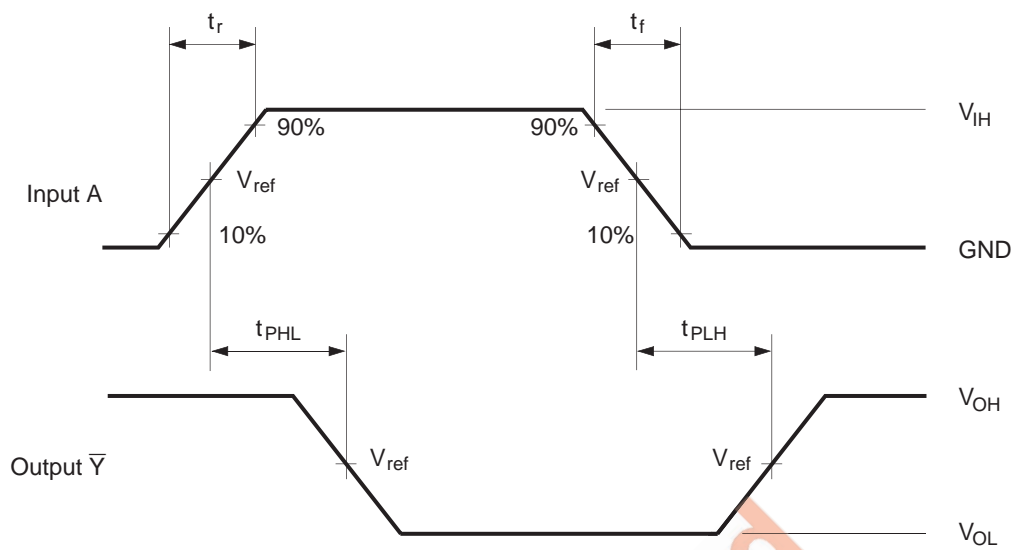 tr
tf
90%
90%
VIH
Input A
Vref
Vref
10%
10%
GND
tPHL
tPLH
VOH
Output Y̅
Vref
Vref
VOL